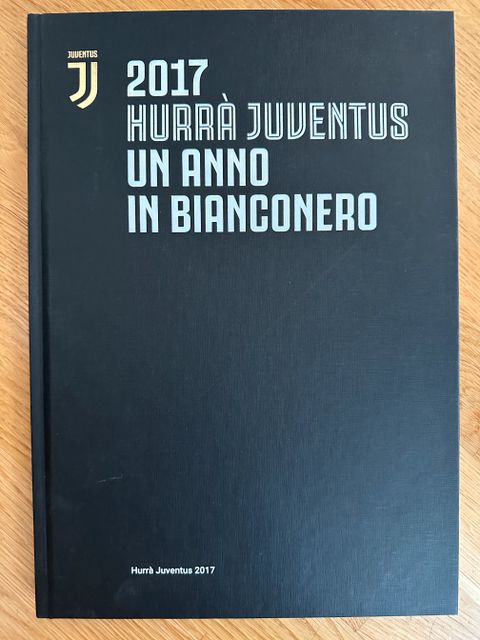 JUVENTUS
2017
HURRÀ JUVENTUS
UN ANNO
IN BIANCONERO
Hurrà Juventus 2017